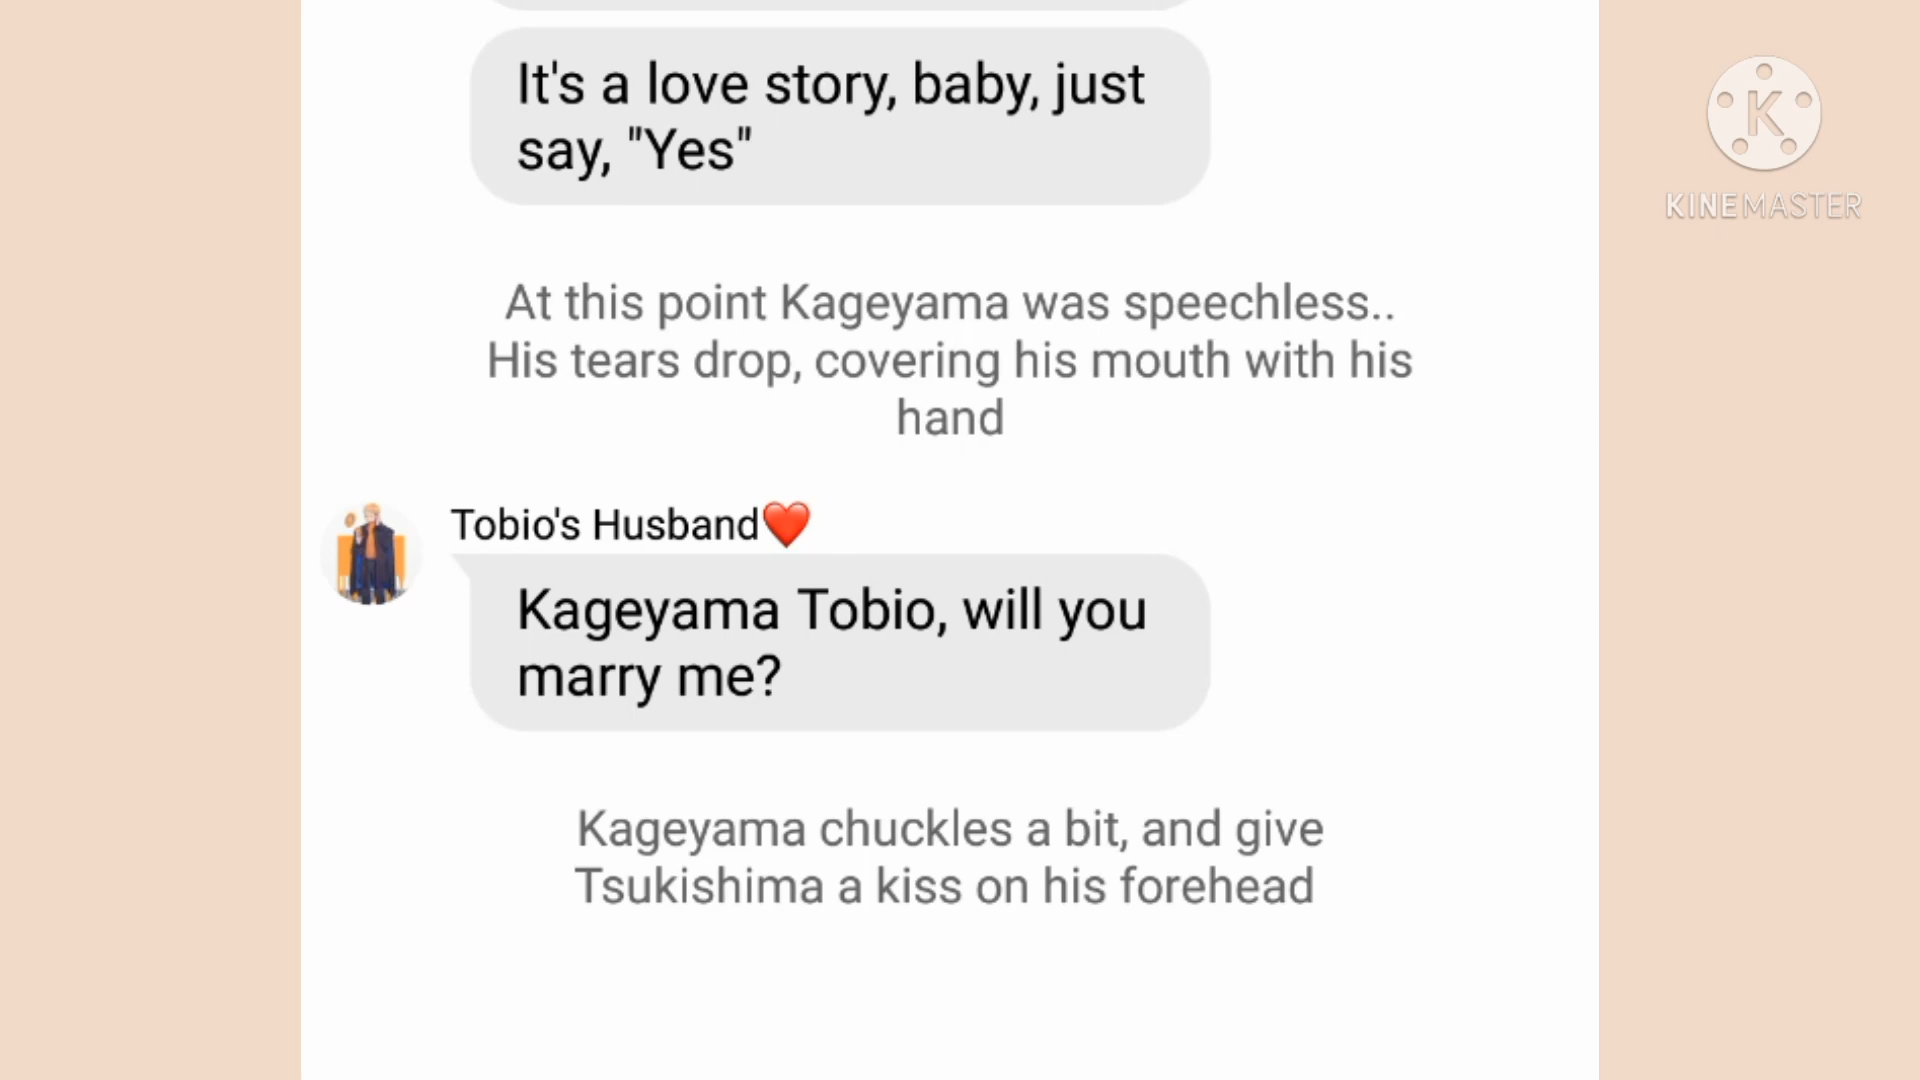 It's a love story, baby, just
say, "Yes"
At this point Kageyama was speechless..
His tears drop, covering his mouth with his
hand
Tobio's Husband❤️
Kageyama Tobio, will you
marry me?
Kageyama chuckles a bit, and give
Tsukishima a kiss on his forehead
K
KINEMASTER